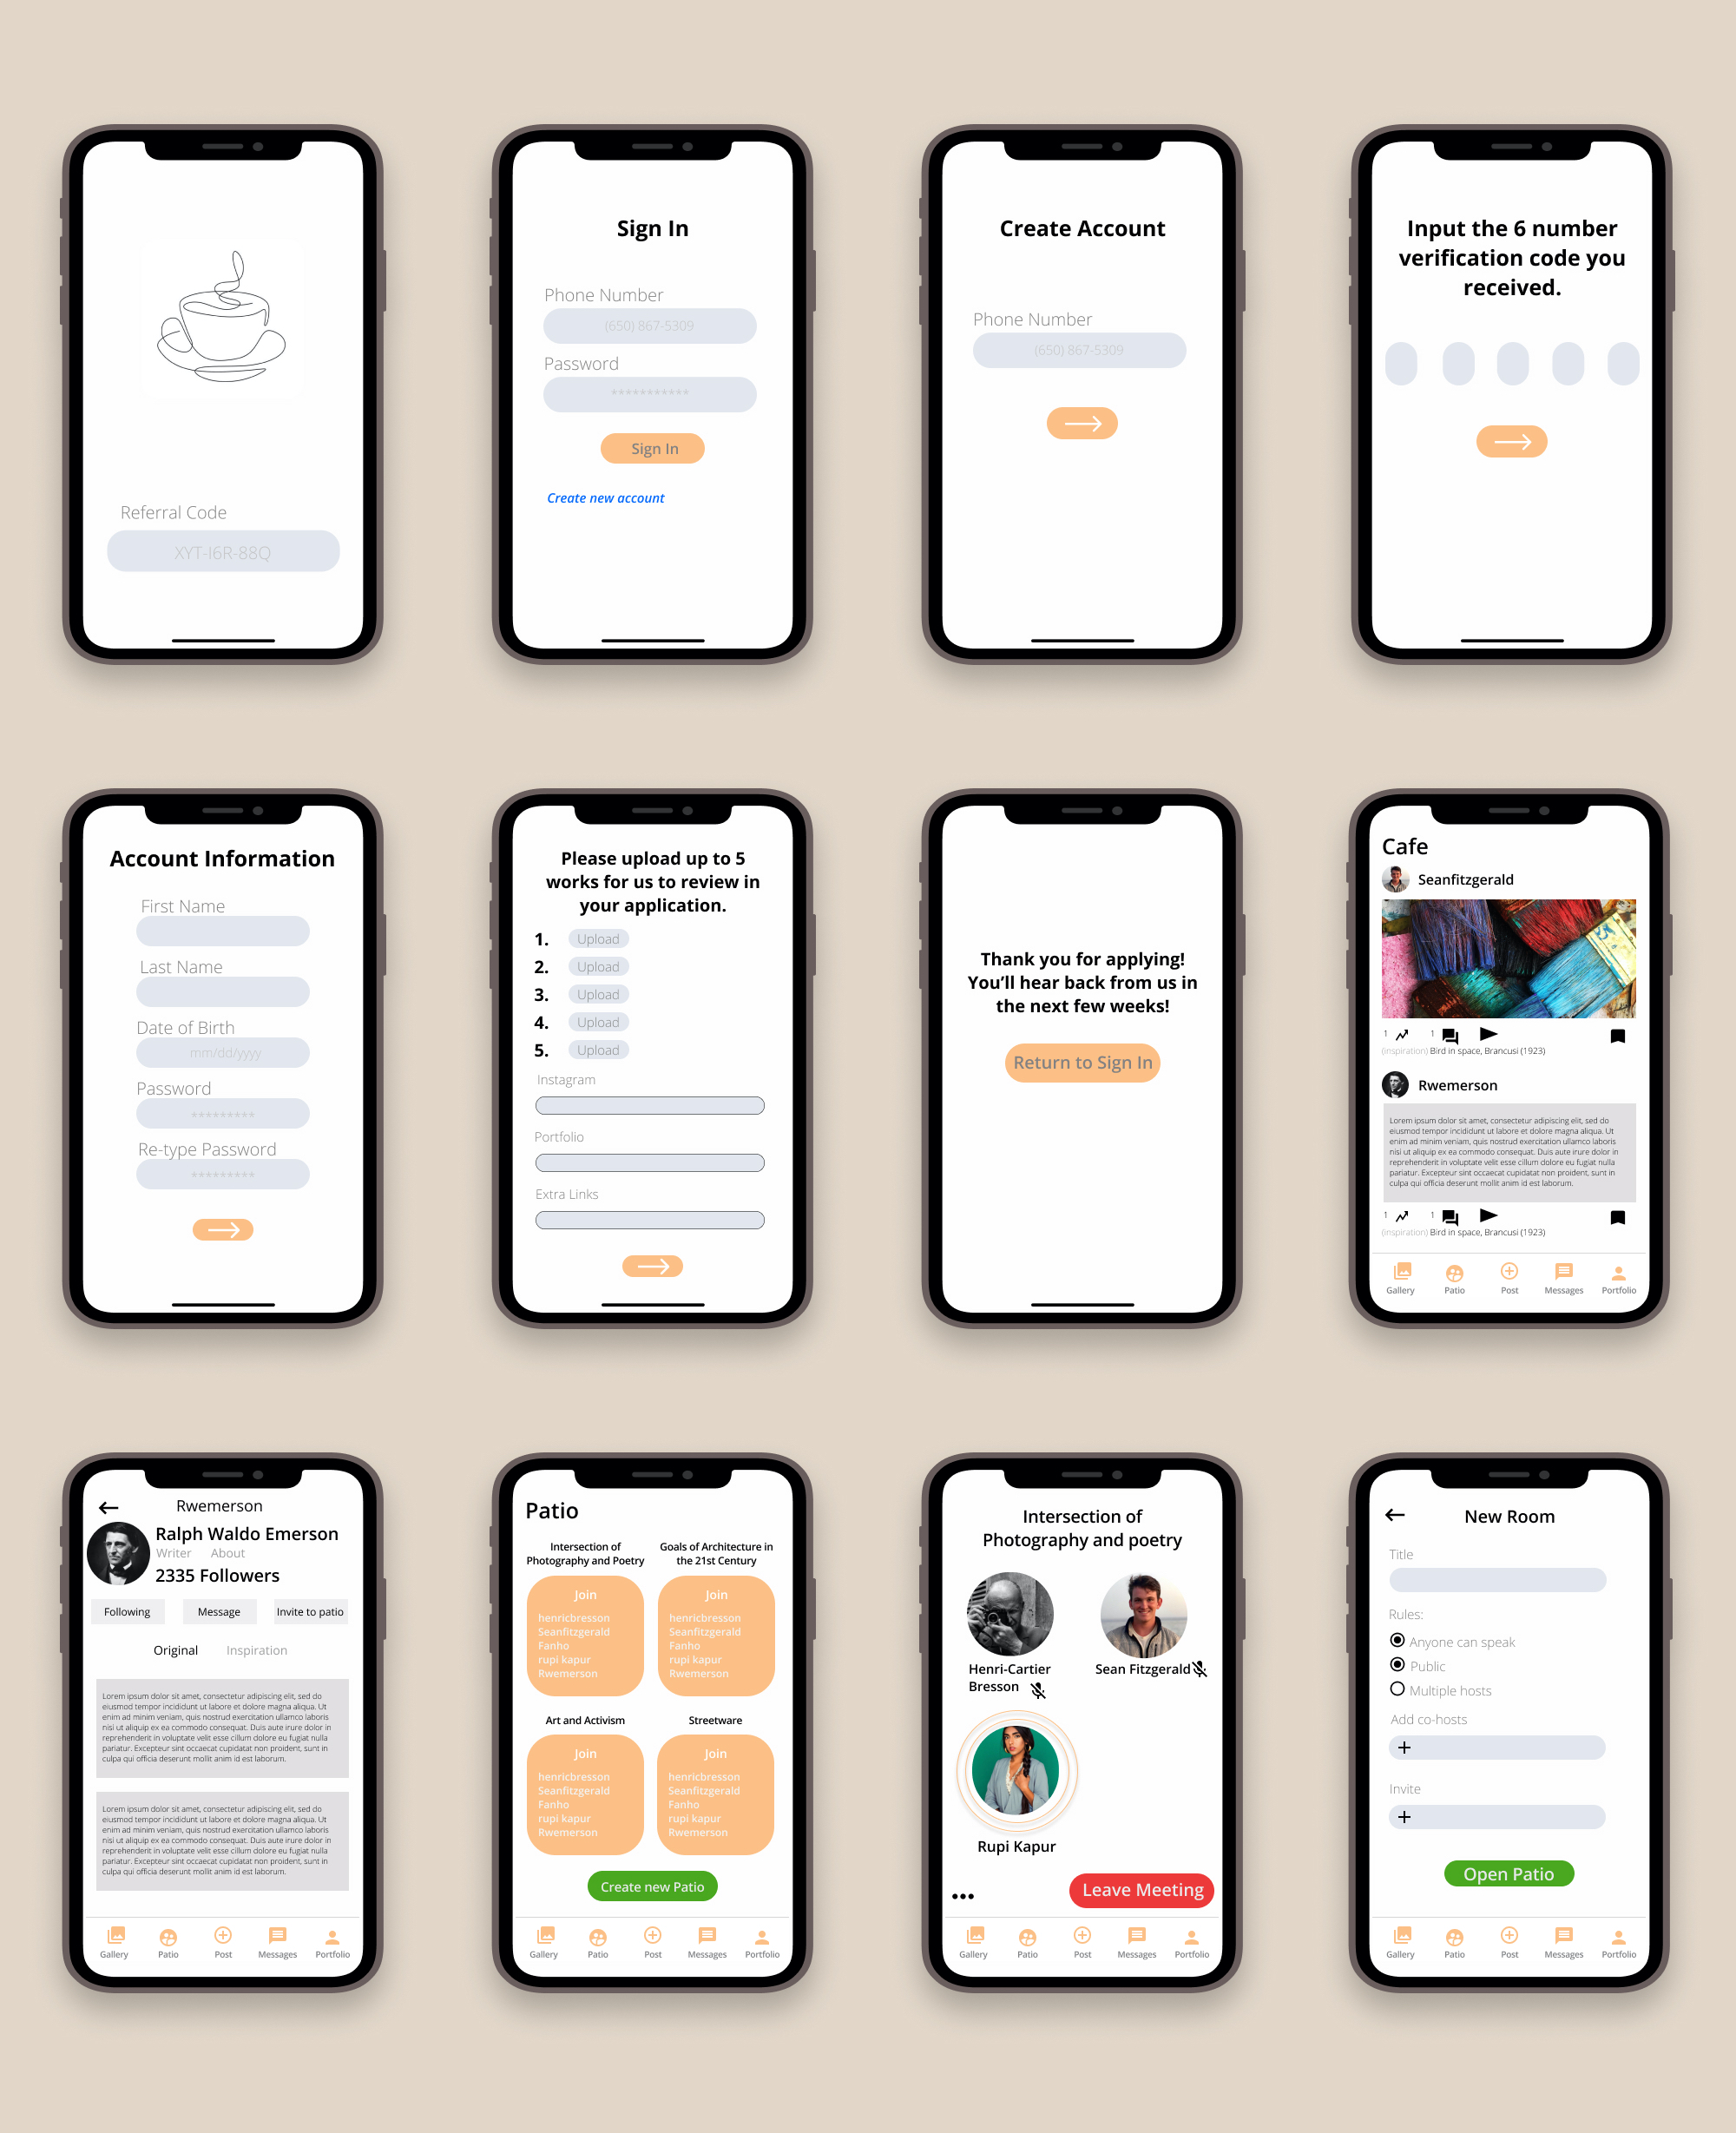 Referral Code
XYT-I6R-88Q
Sign In
Phone Number
(650) 867-5309
Password
***********
Sign In
Create new account
Create Account
Phone Number
(650) 867-5309
Input the 6 number
verification code you
received.
Account Information
First Name
Last Name
Date of Birth
mm/dd/yyyy
Password
*********
Re-type Password
*********
Please upload up to 5
works for us to review in
your application.
1. Upload
2. Upload
3. Upload
4. Upload
5. Upload
Instagram
Portfolio
Extra Links
Thank you for applying!
You’ll hear back from us in
the next few weeks!
Return to Sign In
Cafe
Seanfitzgerald
1 1
(inspiration) Bird in space, Brancusi (1923)
Rwemerson
Lorem ipsum dolor sit amet, consectetur adipiscing elit, sed do
eiusmod tempor incididunt ut labore et dolore magna aliqua. Ut
enim ad minim veniam, quis nostrud exercitation ullamco laboris
nisi ut aliquip ex ea commodo consequat. Duis aute irure dolor in
reprehenderit in voluptate velit esse cillum dolore eu fugiat nulla
pariatur. Excepteur sint occaecat cupidatat non proident, sunt in
culpa qui officia deserunt mollit anim id est laborum.
1 1
(inspiration) Bird in space, Brancusi (1923)
Gallery Patio Post Messages Portfolio
Rwemerson
Ralph Waldo Emerson
Writer About
2335 Followers
Following Message Invite to patio
Original Inspiration
Lorem ipsum dolor sit amet, consectetur adipiscing elit, sed do
eiusmod tempor incididunt ut labore et dolore magna aliqua. Ut
enim ad minim veniam, quis nostrud exercitation ullamco laboris
nisi ut aliquip ex ea commodo consequat. Duis aute irure dolor in
reprehenderit in voluptate velit esse cillum dolore eu fugiat nulla
pariatur. Excepteur sint occaecat cupidatat non proident, sunt in
culpa qui officia deserunt mollit anim id est laborum.
Lorem ipsum dolor sit amet, consectetur adipiscing elit, sed do
eiusmod tempor incididunt ut labore et dolore magna aliqua. Ut
enim ad minim veniam, quis nostrud exercitation ullamco laboris
nisi ut aliquip ex ea commodo consequat. Duis aute irure dolor in
reprehenderit in voluptate velit esse cillum dolore eu fugiat nulla
pariatur. Excepteur sint occaecat cupidatat non proident, sunt in
culpa qui officia deserunt mollit anim id est laborum.
Gallery Patio Post Messages Portfolio
Patio
Intersection of
Photography and Poetry
Join
henricbresson
Seanfitzgerald
Fanho
rupi kapur
Rwemerson
Goals of Architecture in
the 21st Century
Join
henricbresson
Seanfitzgerald
Fanho
rupi kapur
Rwemerson
Art and Activism
Join
henricbresson
Seanfitzgerald
Fanho
rupi kapur
Rwemerson
Streetware
Join
henricbresson
Seanfitzgerald
Fanho
rupi kapur
Rwemerson
Create new Patio
Gallery Patio Post Messages Portfolio
Intersection of
Photography and poetry
Henri-Cartier
Bresson
Sean Fitzgerald
Rupi Kapur
Leave Meeting
Gallery Patio Post Messages Portfolio
New Room
Title
Rules:
Anyone can speak
Public
Multiple hosts
Add co-hosts
+
Invite
+
Open Patio
Gallery Patio Post Messages Portfolio